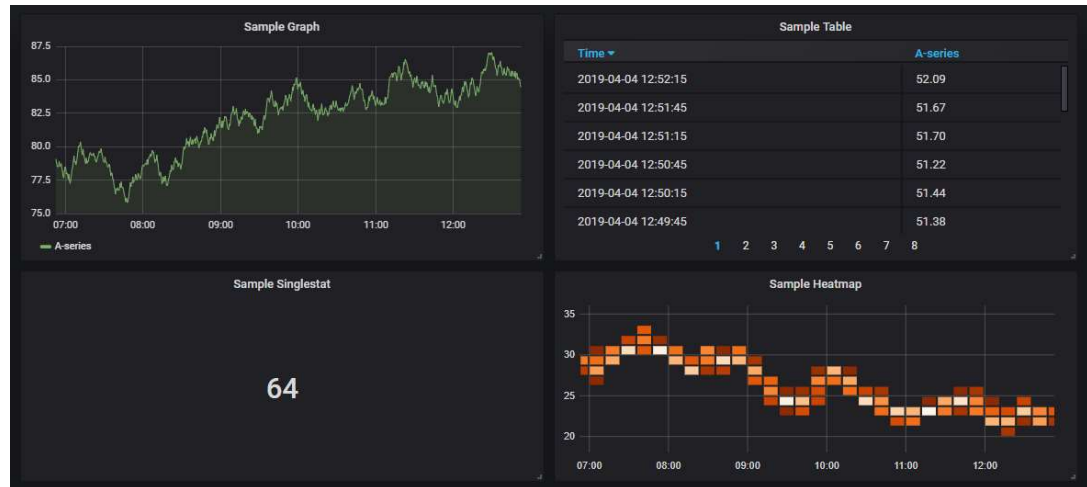 Sample Graph
87.5
85.0
82.5
80.0
77.5
75.0
07:00 08:00 09:00 10:00 11:00 12:00
A-series
Sample Table
Time A-series
2019-04-04 12:52:15 52.09
2019-04-04 12:51:45 51.67
2019-04-04 12:51:15 51.70
2019-04-04 12:50:45 51.22
2019-04-04 12:50:15 51.44
2019-04-04 12:49:45 51.38
1 2 3 4 5 6 7 8
Sample Singlestat
64
Sample Heatmap
35
30
25
20
07:00 08:00 09:00 10:00 11:00 12:00